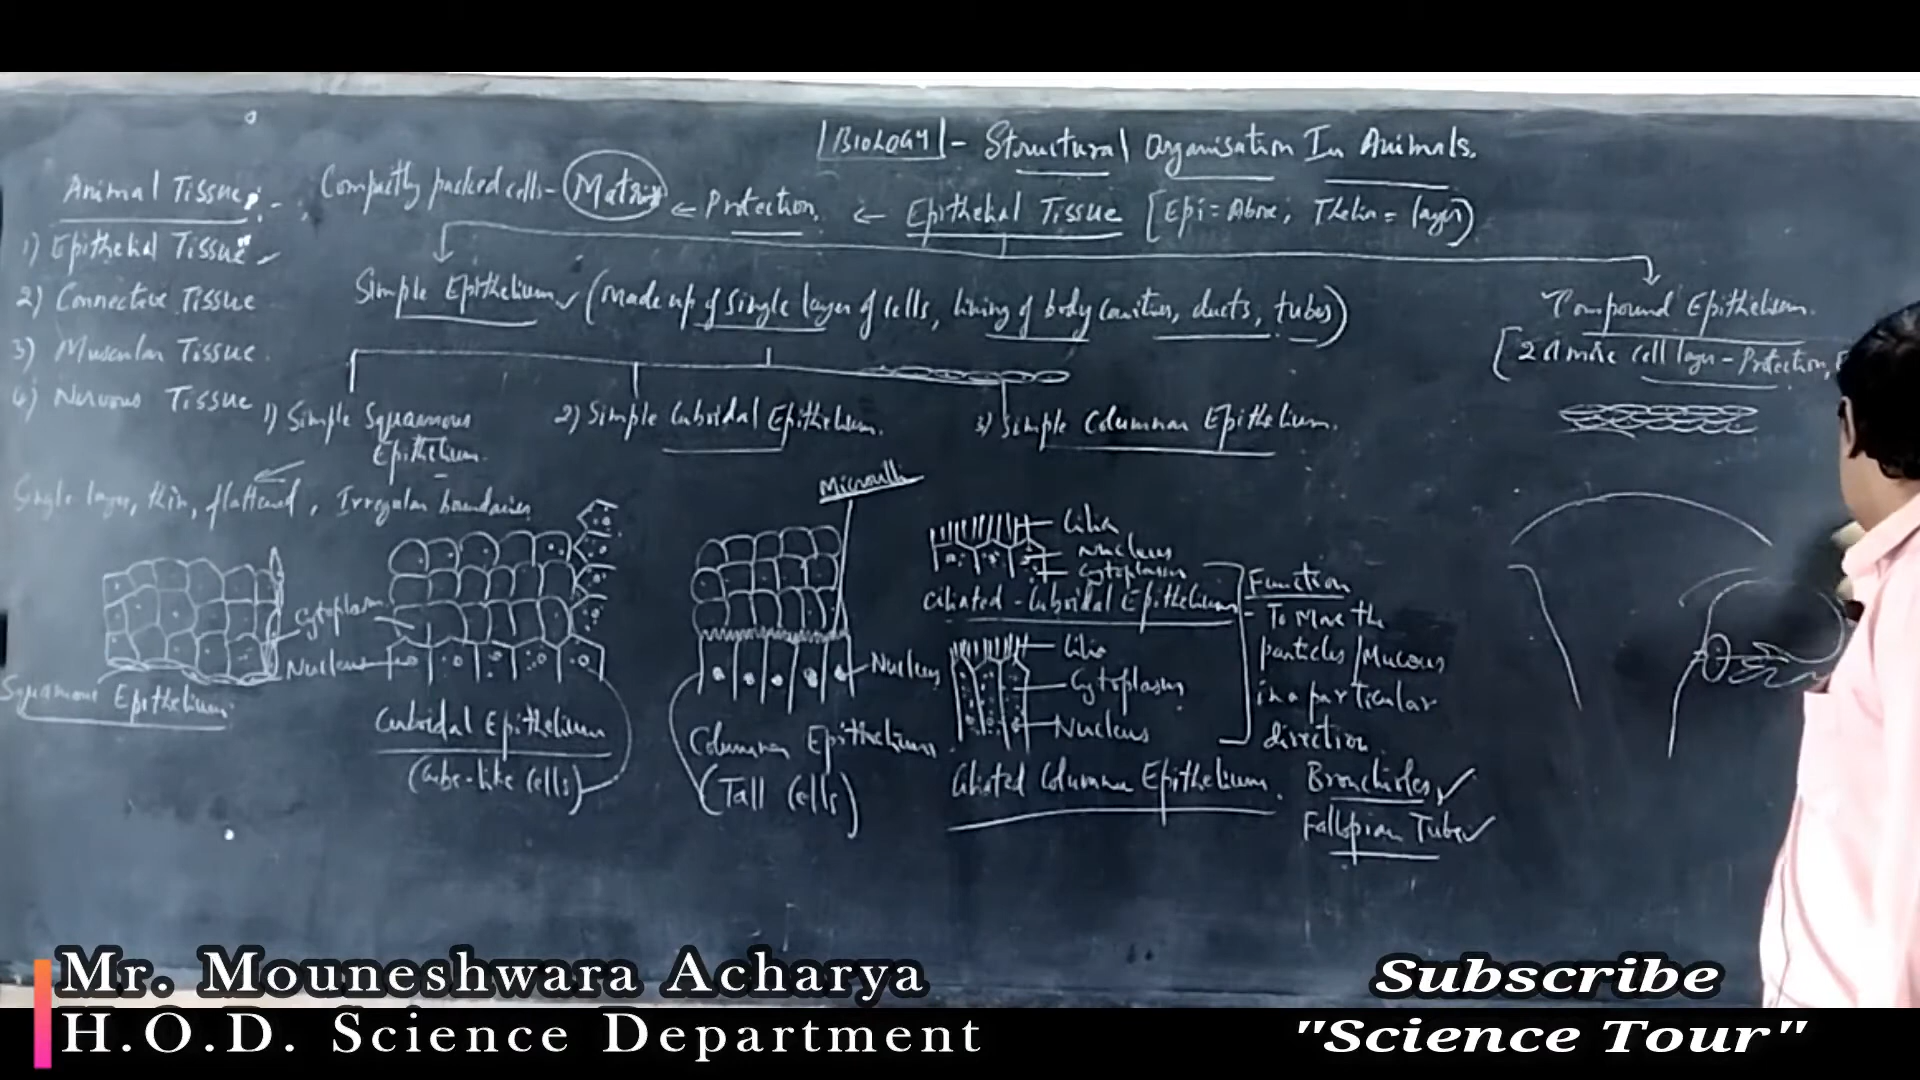 BIOLOGY - Structural Organisation In Animals.
Animal Tissue:-
Compactly packed cells - Matrix ← Protection. ← Epithelial Tissue [Epi = Above, Thelia = layer]
1) Epithelial Tissue
2) Connective Tissue
3) Muscular Tissue
4) Nervous Tissue
Simple Epithelium (Made up of Single layer of cells, lining of body cavities, ducts, tubes)
Compound Epithelium.
[2 or more cell layer - Protection,
1) Simple Squamous
Epithelium.
2) Simple Cuboidal Epithelium.
3) Simple Columnar Epithelium.
Single layer, thin, flattened, Irregular boundaries
Cytoplasm
Nucleus
Squamous Epithelium
Cuboidal Epithelium
(Cube-like cells)
Microvilli
Nucleus
Columnar Epithelium
(Tall cells)
Cilia
Nucleus
Cytoplasm
Ciliated - Cuboidal Epithelium
Cilia
Cytoplasm
Nucleus
Ciliated Columnar Epithelium.
Function
- To Move the
particles/Mucous
in a particular
direction.
Bronchioles
Fallopian Tube
Mr. Mouneshwara Acharya
H.O.D. Science Department
Subscribe
"Science Tour"